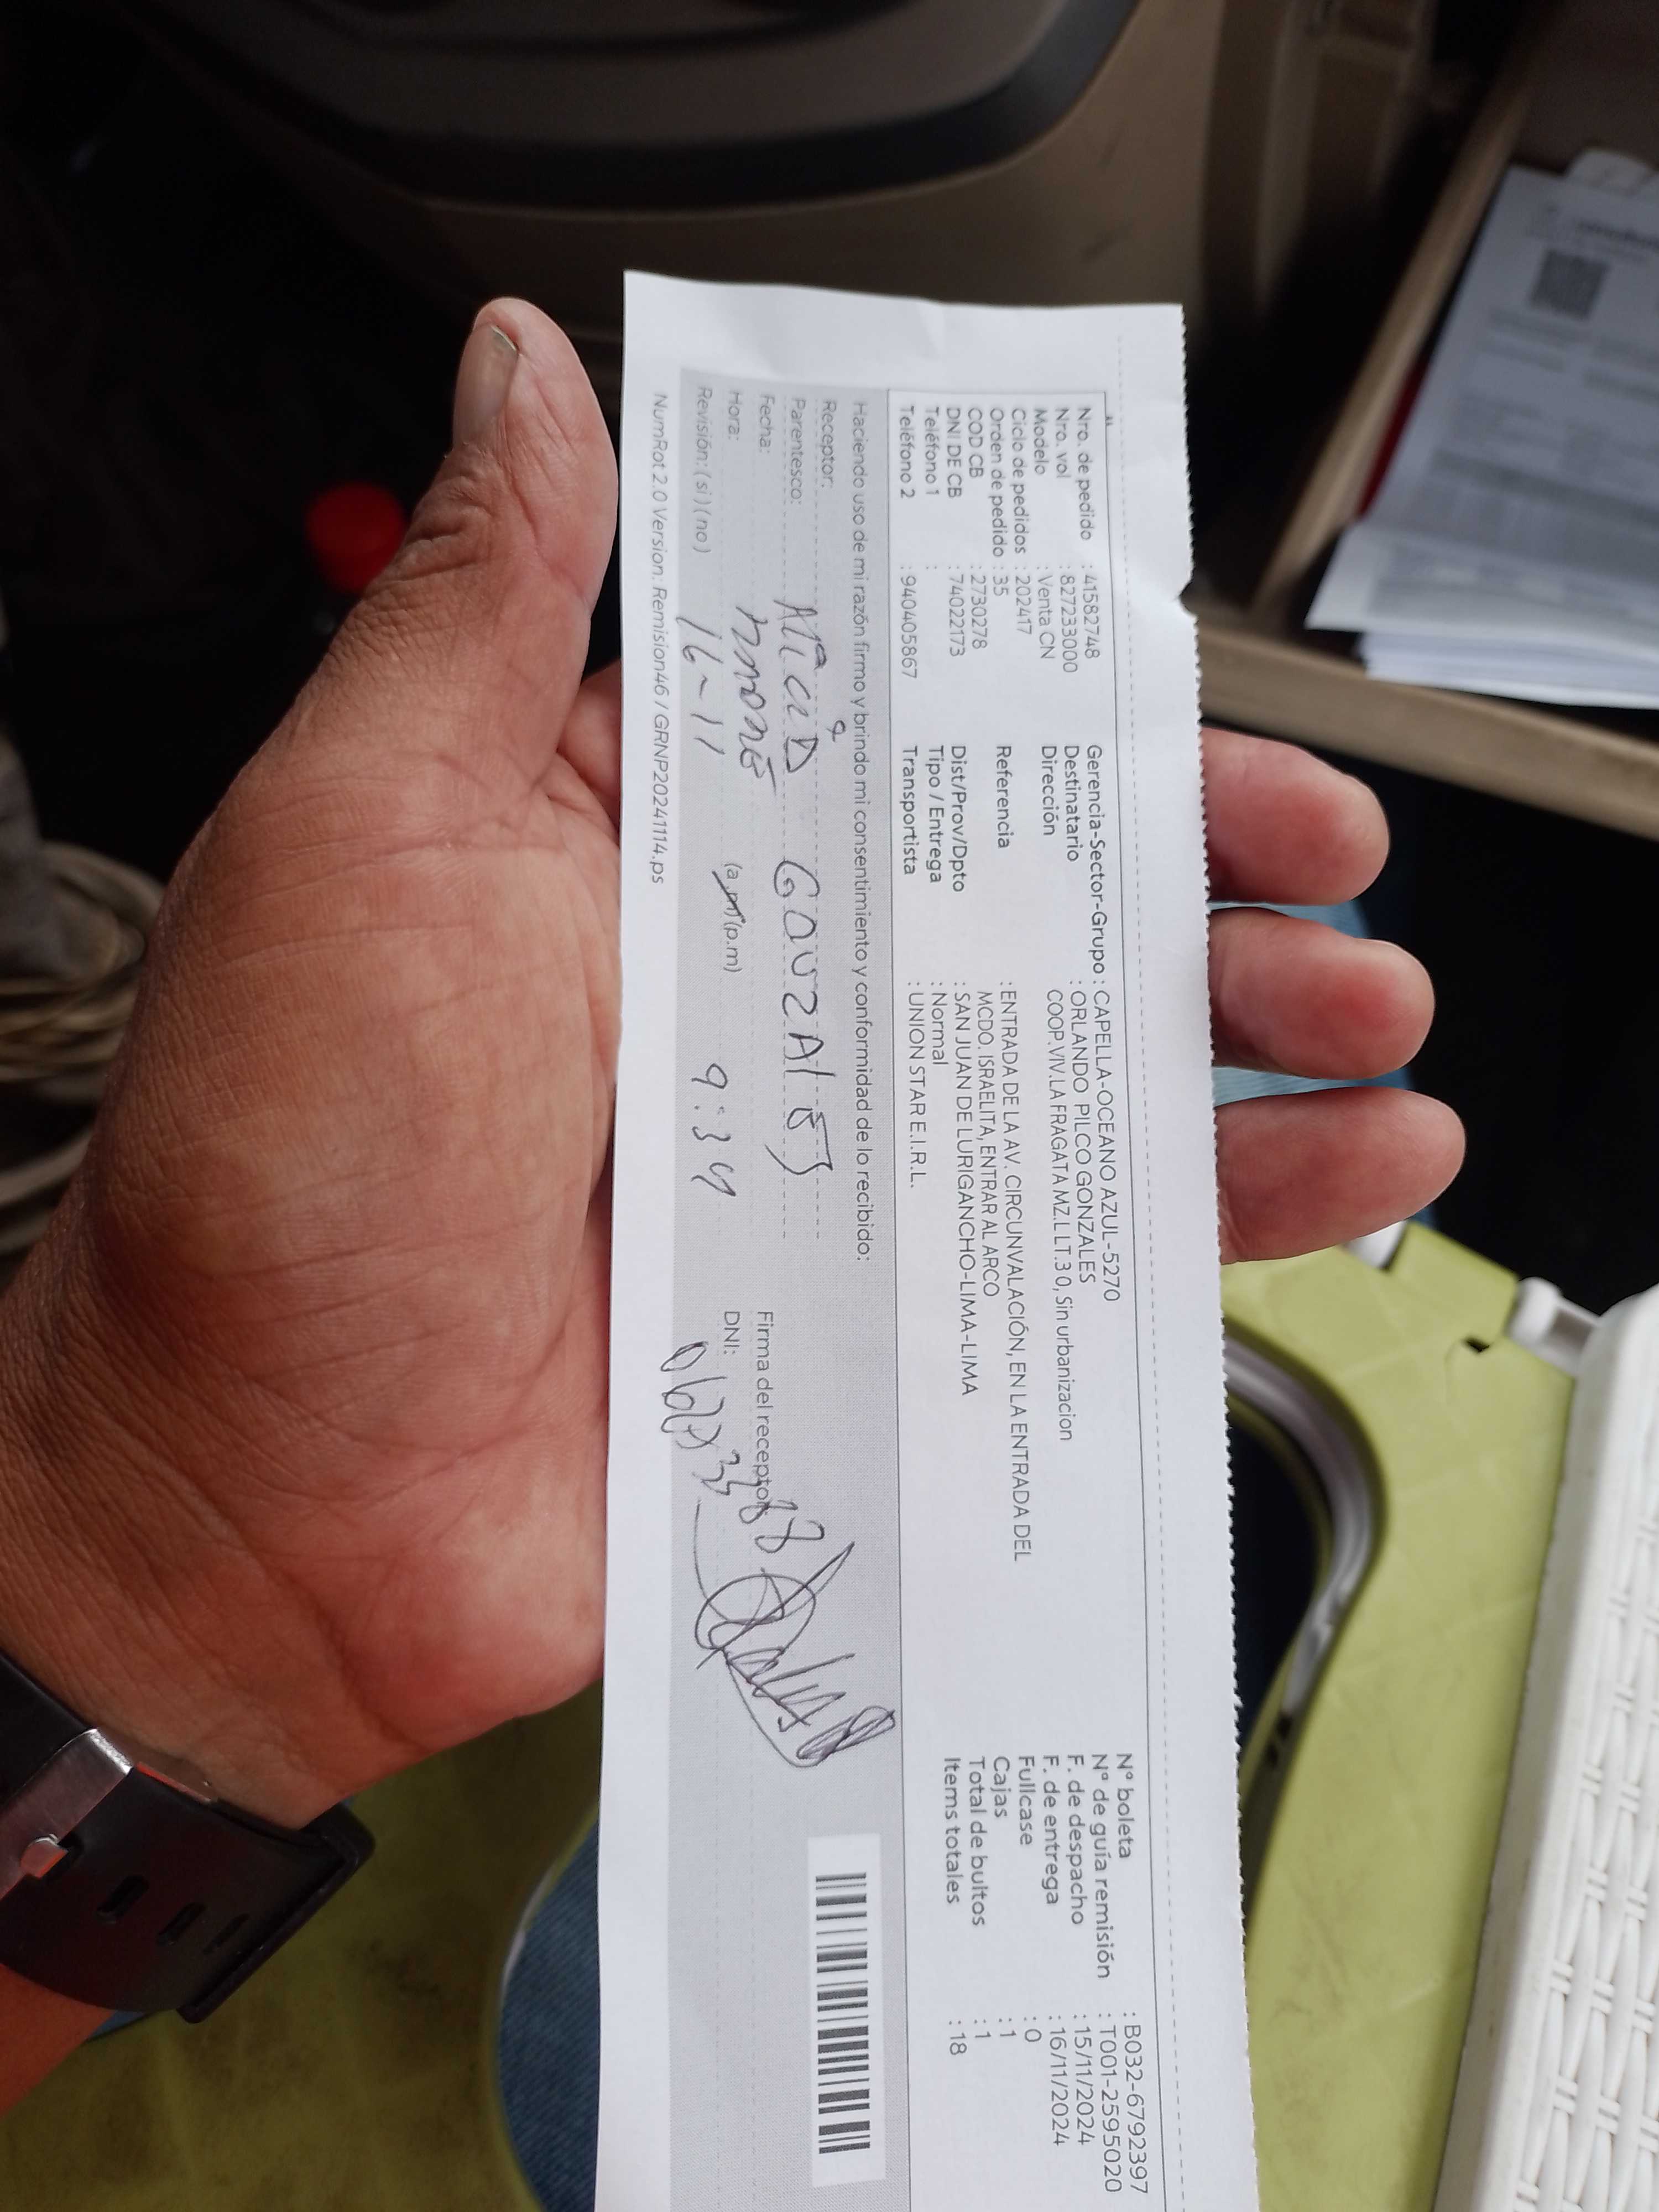 Nro. de pedido : 41582748
Nro. vol : 827233000
Modelo : Venta CN
Ciclo de pedidos : 202417
Orden de pedido : 35
COD CB : 2730278
DNI DE CB : 74022173
Teléfono 1 :
Teléfono 2 : 940405867
Gerencia-Sector-Grupo : CAPELLA-OCEANO AZUL-5270
Destinatario : ORLANDO PILCO GONZALES
Dirección COOP.VIV.LA FRAGATA MZ.L LT.3 0, Sin urbanizacion
Referencia : ENTRADA DE LA AV. CIRCUNVALACIÓN, EN LA ENTRADA DEL
MCDO. ISRAELITA, ENTRAR AL ARCO
Dist/Prov/Dpto : SAN JUAN DE LURIGANCHO-LIMA-LIMA
Tipo / Entrega : Normal
Transportista : UNION STAR E.I.R.L.
N° boleta : B032-6792397
N° de guía remisión : T001-2595020
F. de despacho : 15/11/2024
F. de entrega : 16/11/2024
Fullcase : 0
Cajas : 1
Total de bultos : 1
Items totales : 18
Haciendo uso de mi razón firmo y brindo mi consentimiento y conformidad de lo recibido:
Receptor:
Parentesco:
Fecha: 16-11
Hora: (a.m) (p.m) 9:34
Revisión: (si) (no)
Firma del receptor
DNI:
NumRot 2.0 Version: Remision46 / GRNP20241114.ps